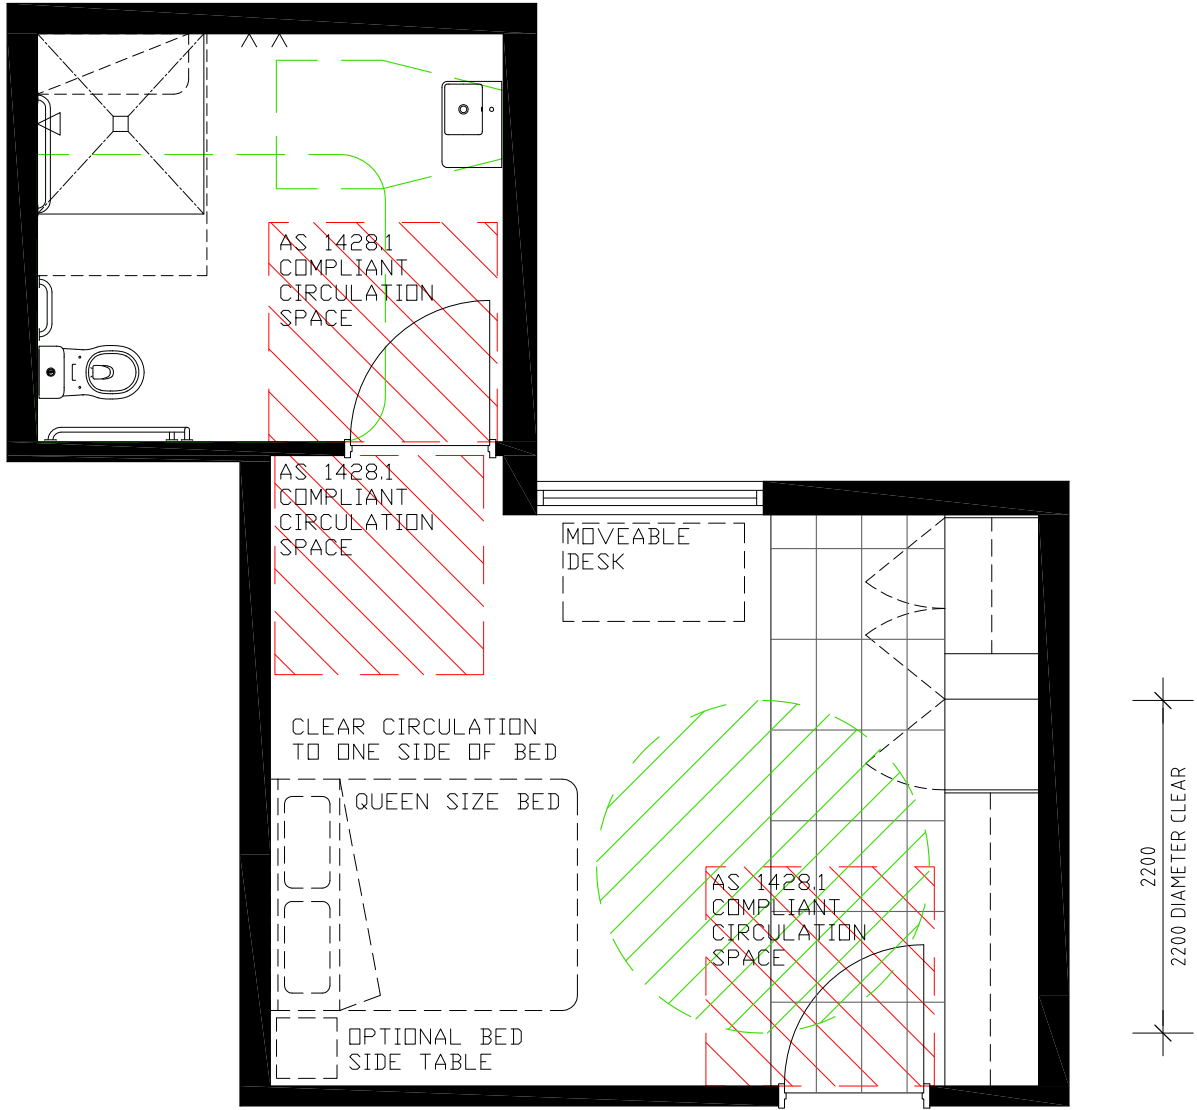 AS 1428.1
COMPLIANT
CIRCULATION
SPACE
AS 1428.1
COMPLIANT
CIRCULATION
SPACE
MOVEABLE
DESK
CLEAR CIRCULATION
TO ONE SIDE OF BED
QUEEN SIZE BED
AS 1428.1
COMPLIANT
CIRCULATION
SPACE
OPTIONAL BED
SIDE TABLE
2200
2200 DIAMETER CLEAR